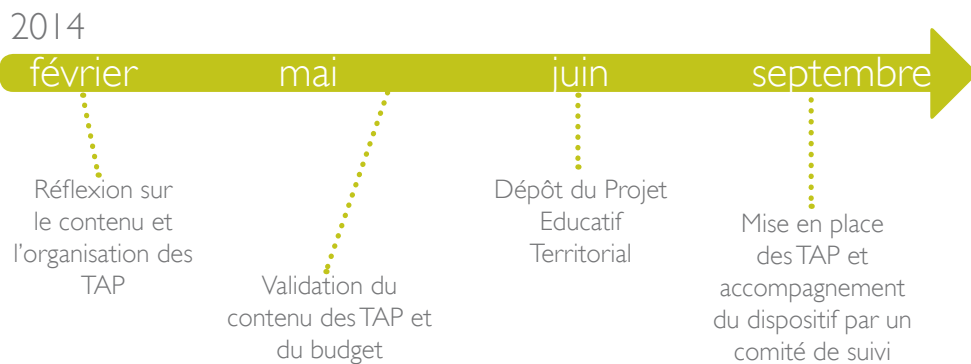 2014
février mai juin septembre
Réflexion sur
le contenu et
l'organisation des
TAP
Validation du
contenu des TAP et
du budget
Dépôt du Projet
Educatif
Territorial
Mise en place
des TAP et
accompagnement
du dispositif par un
comité de suivi